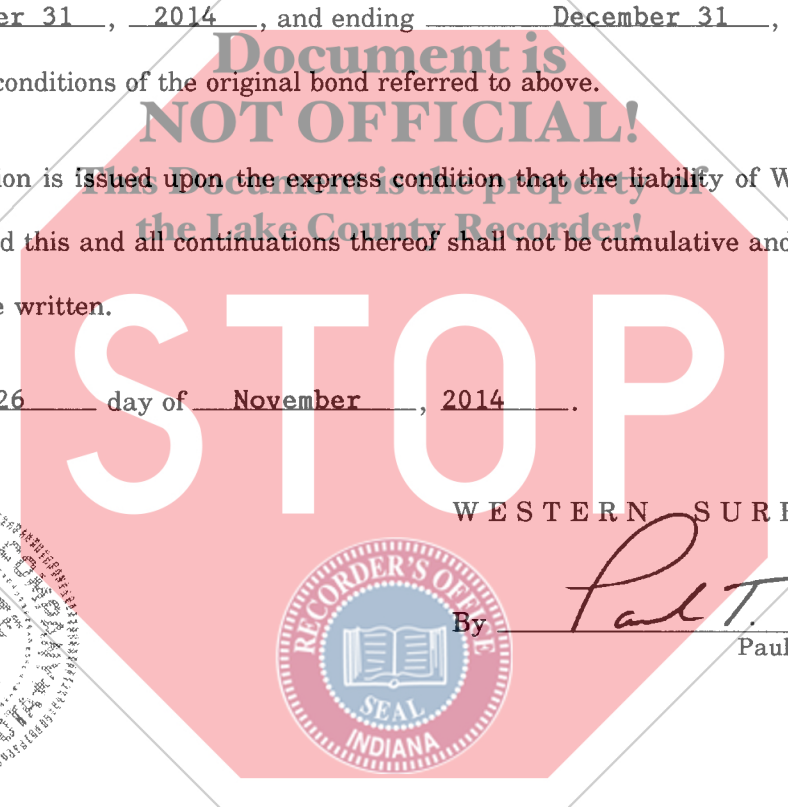 er 31, 2014, and ending December 31,
Document is
conditions of the original bond referred to above.
NOT OFFICIAL!
ion is issued upon the express condition that the liability of W
This Document is the property of
the Lake County Recorder!
d this and all continuations thereof shall not be cumulative and
e written.
STOP
26 day of November, 2014.
WESTERN SURE
RECORDER'S OFFICE
SEAL
INDIANA
By Paul T.
Paul